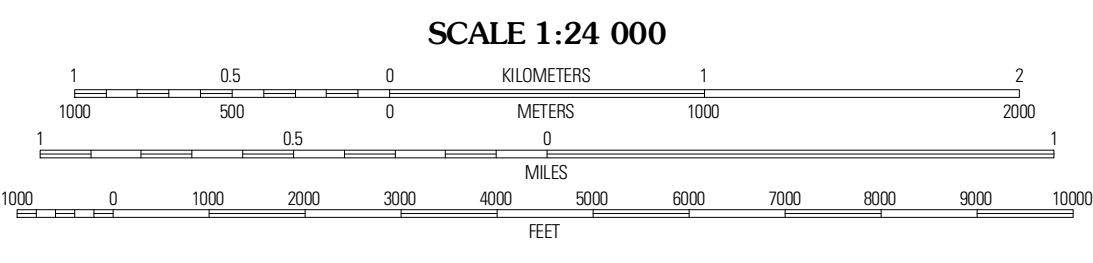 SCALE 1:24 000
1 0.5 0 KILOMETERS 1 2
1000 500 0 METERS 1000 2000
1 0.5 0 1
MILES
1000 0 1000 2000 3000 4000 5000 6000 7000 8000 9000 10000
FEET